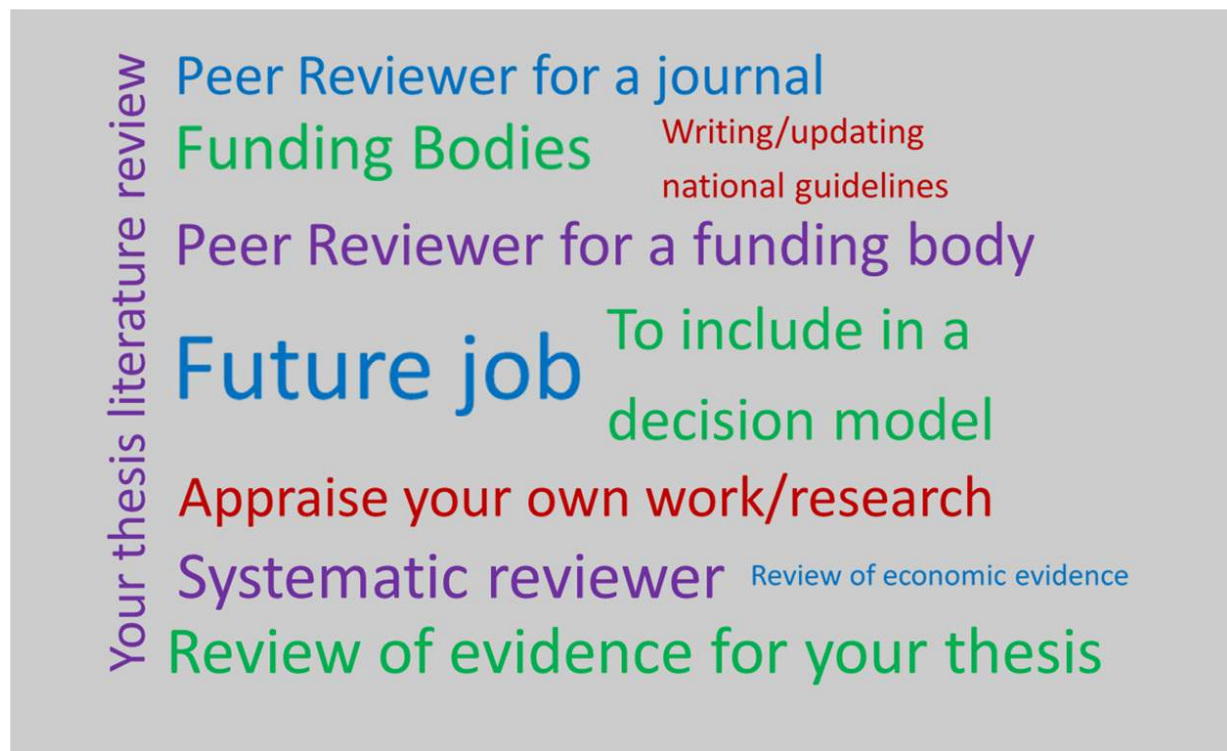 Your thesis literature review
Peer Reviewer for a journal
Funding Bodies
Writing/updating
national guidelines
Peer Reviewer for a funding body
Future job
To include in a
decision model
Appraise your own work/research
Systematic reviewer
Review of economic evidence
Review of evidence for your thesis